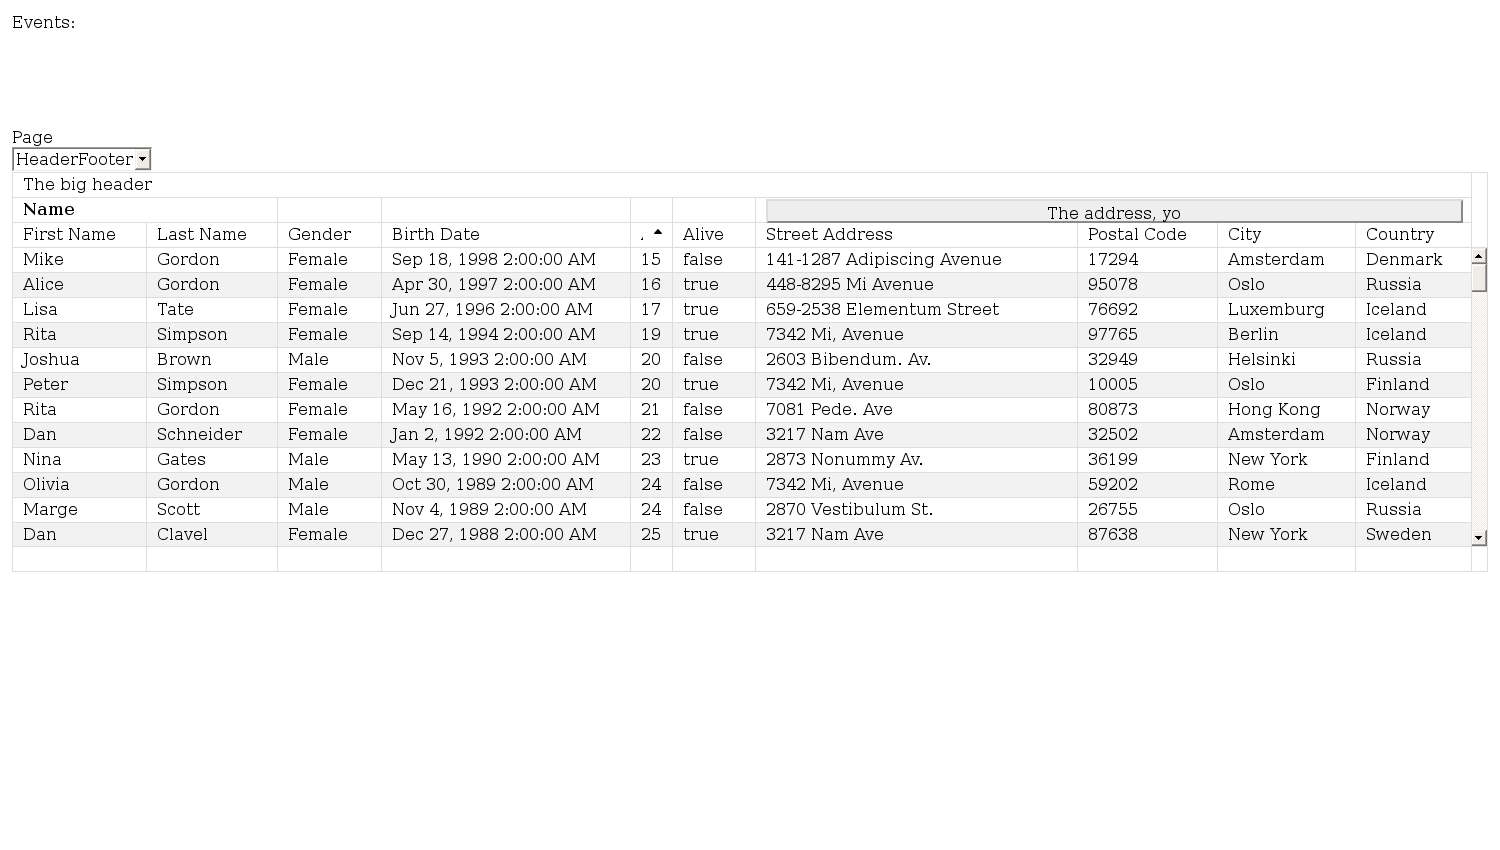 Events:
Page
HeaderFooter
The big header
Name The address, yo
First Name Last Name Gender Birth Date Alive Street Address Postal Code City Country
Mike Gordon Female Sep 18, 1998 2:00:00 AM 15 false 141-1287 Adipiscing Avenue 17294 Amsterdam Denmark
Alice Gordon Female Apr 30, 1997 2:00:00 AM 16 true 448-8295 Mi Avenue 95078 Oslo Russia
Lisa Tate Female Jun 27, 1996 2:00:00 AM 17 true 659-2538 Elementum Street 76692 Luxemburg Iceland
Rita Simpson Female Sep 14, 1994 2:00:00 AM 19 true 7342 Mi, Avenue 97765 Berlin Iceland
Joshua Brown Male Nov 5, 1993 2:00:00 AM 20 false 2603 Bibendum. Av. 32949 Helsinki Russia
Peter Simpson Female Dec 21, 1993 2:00:00 AM 20 true 7342 Mi, Avenue 10005 Oslo Finland
Rita Gordon Female May 16, 1992 2:00:00 AM 21 false 7081 Pede. Ave 80873 Hong Kong Norway
Dan Schneider Female Jan 2, 1992 2:00:00 AM 22 false 3217 Nam Ave 32502 Amsterdam Norway
Nina Gates Male May 13, 1990 2:00:00 AM 23 true 2873 Nonummy Av. 36199 New York Finland
Olivia Gordon Male Oct 30, 1989 2:00:00 AM 24 false 7342 Mi, Avenue 59202 Rome Iceland
Marge Scott Male Nov 4, 1989 2:00:00 AM 24 false 2870 Vestibulum St. 26755 Oslo Russia
Dan Clavel Female Dec 27, 1988 2:00:00 AM 25 true 3217 Nam Ave 87638 New York Sweden